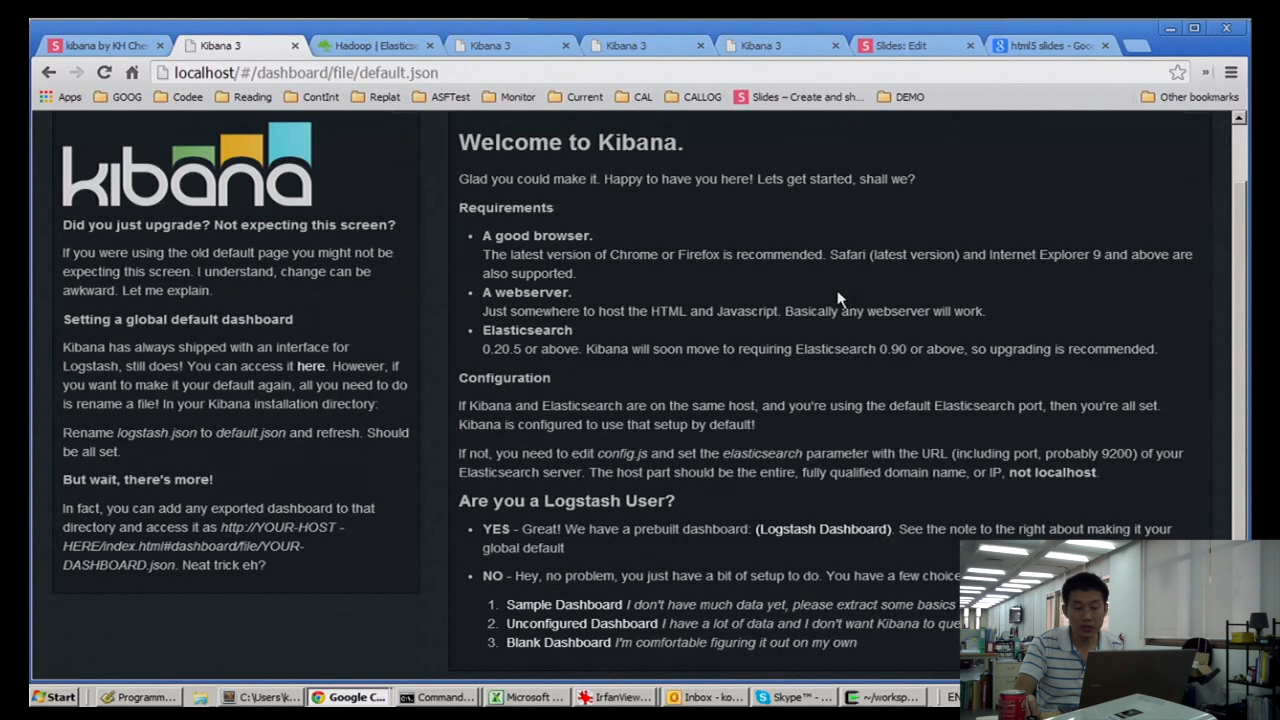 kibana by KH Che
Kibana 3
Hadoop | Elastics
Kibana 3
Kibana 3
Kibana 3
Slides: Edit
html5 slides - Goo
localhost/#/dashboard/file/default.json
Apps
GOOG
Codee
Reading
ContInt
Replat
ASFTest
Monitor
Current
CAL
CALLOG
Slides – Create and sh...
DEMO
Other bookmarks
kibana
Did you just upgrade? Not expecting this screen?
If you were using the old default page you might not be
expecting this screen. I understand, change can be
awkward. Let me explain.
Setting a global default dashboard
Kibana has always shipped with an interface for
Logstash, still does! You can access it here. However, if
you want to make it your default again, all you need to do
is rename a file! In your Kibana installation directory:
Rename logstash.json to default.json and refresh. Should
be all set.
But wait, there's more!
In fact, you can add any exported dashboard to that
directory and access it as http://YOUR-HOST -
HERE/index.html#dashboard/file/YOUR-
DASHBOARD.json. Neat trick eh?
Welcome to Kibana.
Glad you could make it. Happy to have you here! Lets get started, shall we?
Requirements
• A good browser.
The latest version of Chrome or Firefox is recommended. Safari (latest version) and Internet Explorer 9 and above are
also supported.
• A webserver.
Just somewhere to host the HTML and Javascript. Basically any webserver will work.
• Elasticsearch
0.20.5 or above. Kibana will soon move to requiring Elasticsearch 0.90 or above, so upgrading is recommended.
Configuration
If Kibana and Elasticsearch are on the same host, and you're using the default Elasticsearch port, then you're all set.
Kibana is configured to use that setup by default!
If not, you need to edit config.js and set the elasticsearch parameter with the URL (including port, probably 9200) of your
Elasticsearch server. The host part should be the entire, fully qualified domain name, or IP, not localhost.
Are you a Logstash User?
• YES - Great! We have a prebuilt dashboard: (Logstash Dashboard). See the note to the right about making it your
global default
• NO - Hey, no problem, you just have a bit of setup to do. You have a few choice
1. Sample Dashboard I don't have much data yet, please extract some basics
2. Unconfigured Dashboard I have a lot of data and I don't want Kibana to que
3. Blank Dashboard I'm comfortable figuring it out on my own
Start
Programm...
C:\Users\k...
Google C...
Command...
Microsoft ...
IrfanView...
Inbox - ko...
Skype™ - ...
~/worksp...
EN